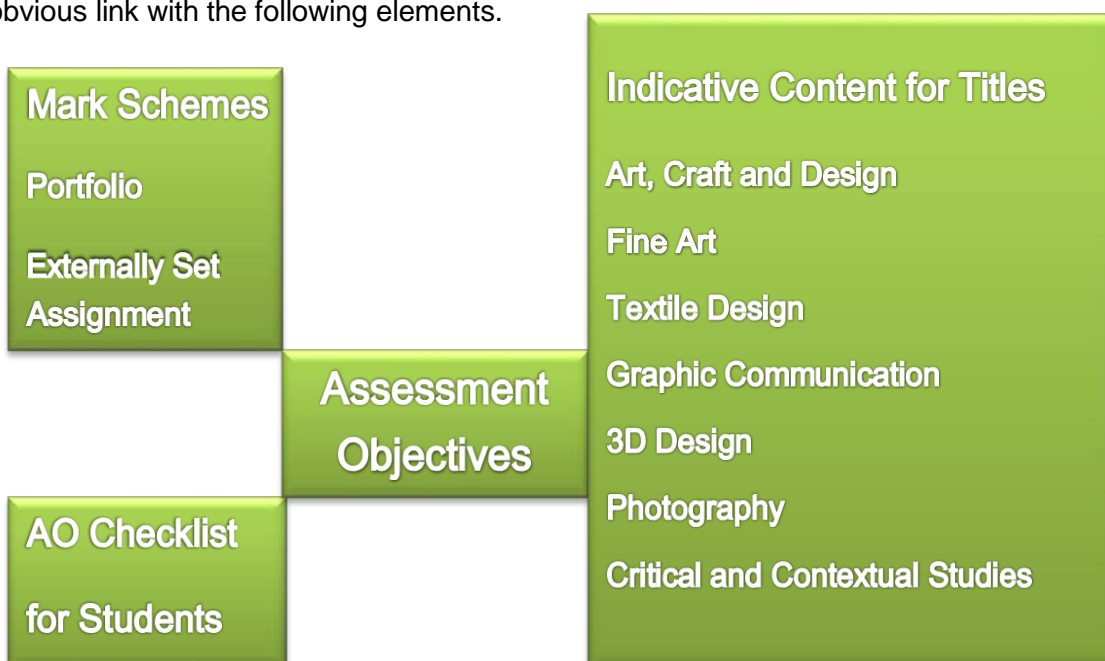 obvious link with the following elements.
Mark Schemes
Portfolio
Externally Set
Assignment
Assessment
Objectives
AO Checklist
for Students
Indicative Content for Titles
Art, Craft and Design
Fine Art
Textile Design
Graphic Communication
3D Design
Photography
Critical and Contextual Studies